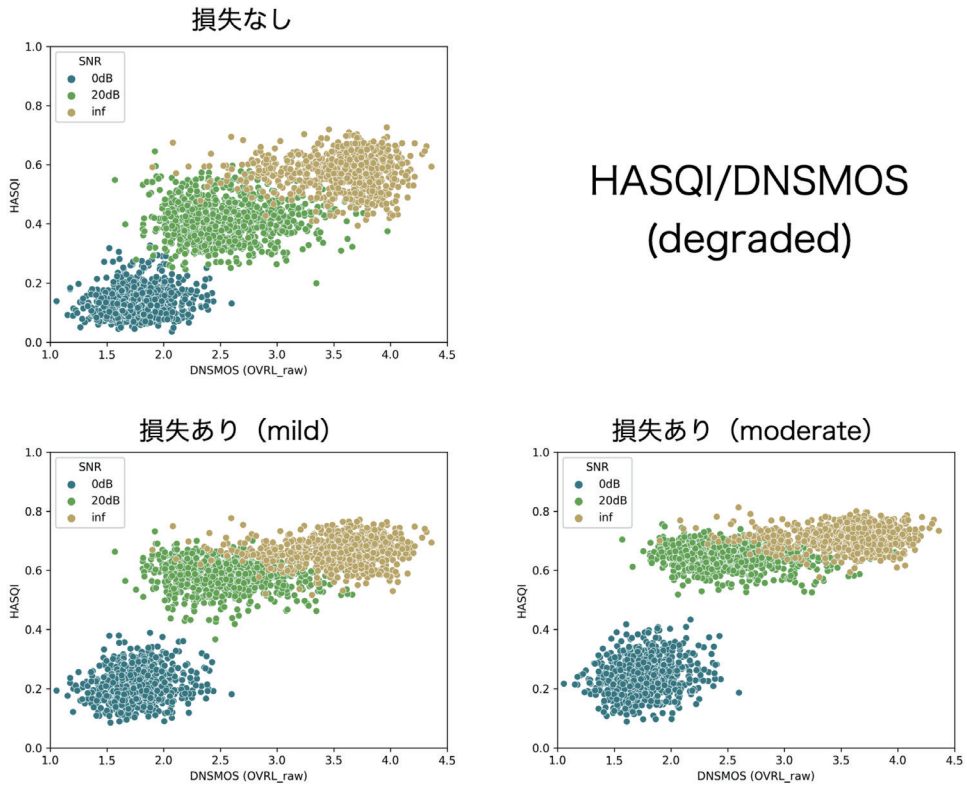 損失なし
1.0
0.8
0.6
0.4
0.2
0.0
HASQI
SNR
0dB
20dB
inf
1.0
1.5
2.0
2.5
3.0
3.5
4.0
4.5
DNSMOS (OVRL_raw)
HASQI/DNSMOS
(degraded)
損失あり（mild）
1.0
0.8
0.6
0.4
0.2
0.0
HASQI
SNR
0dB
20dB
inf
1.0
1.5
2.0
2.5
3.0
3.5
4.0
4.5
DNSMOS (OVRL_raw)
損失あり（moderate）
1.0
0.8
0.6
0.4
0.2
0.0
HASQI
SNR
0dB
20dB
inf
1.0
1.5
2.0
2.5
3.0
3.5
4.0
4.5
DNSMOS (OVRL_raw)